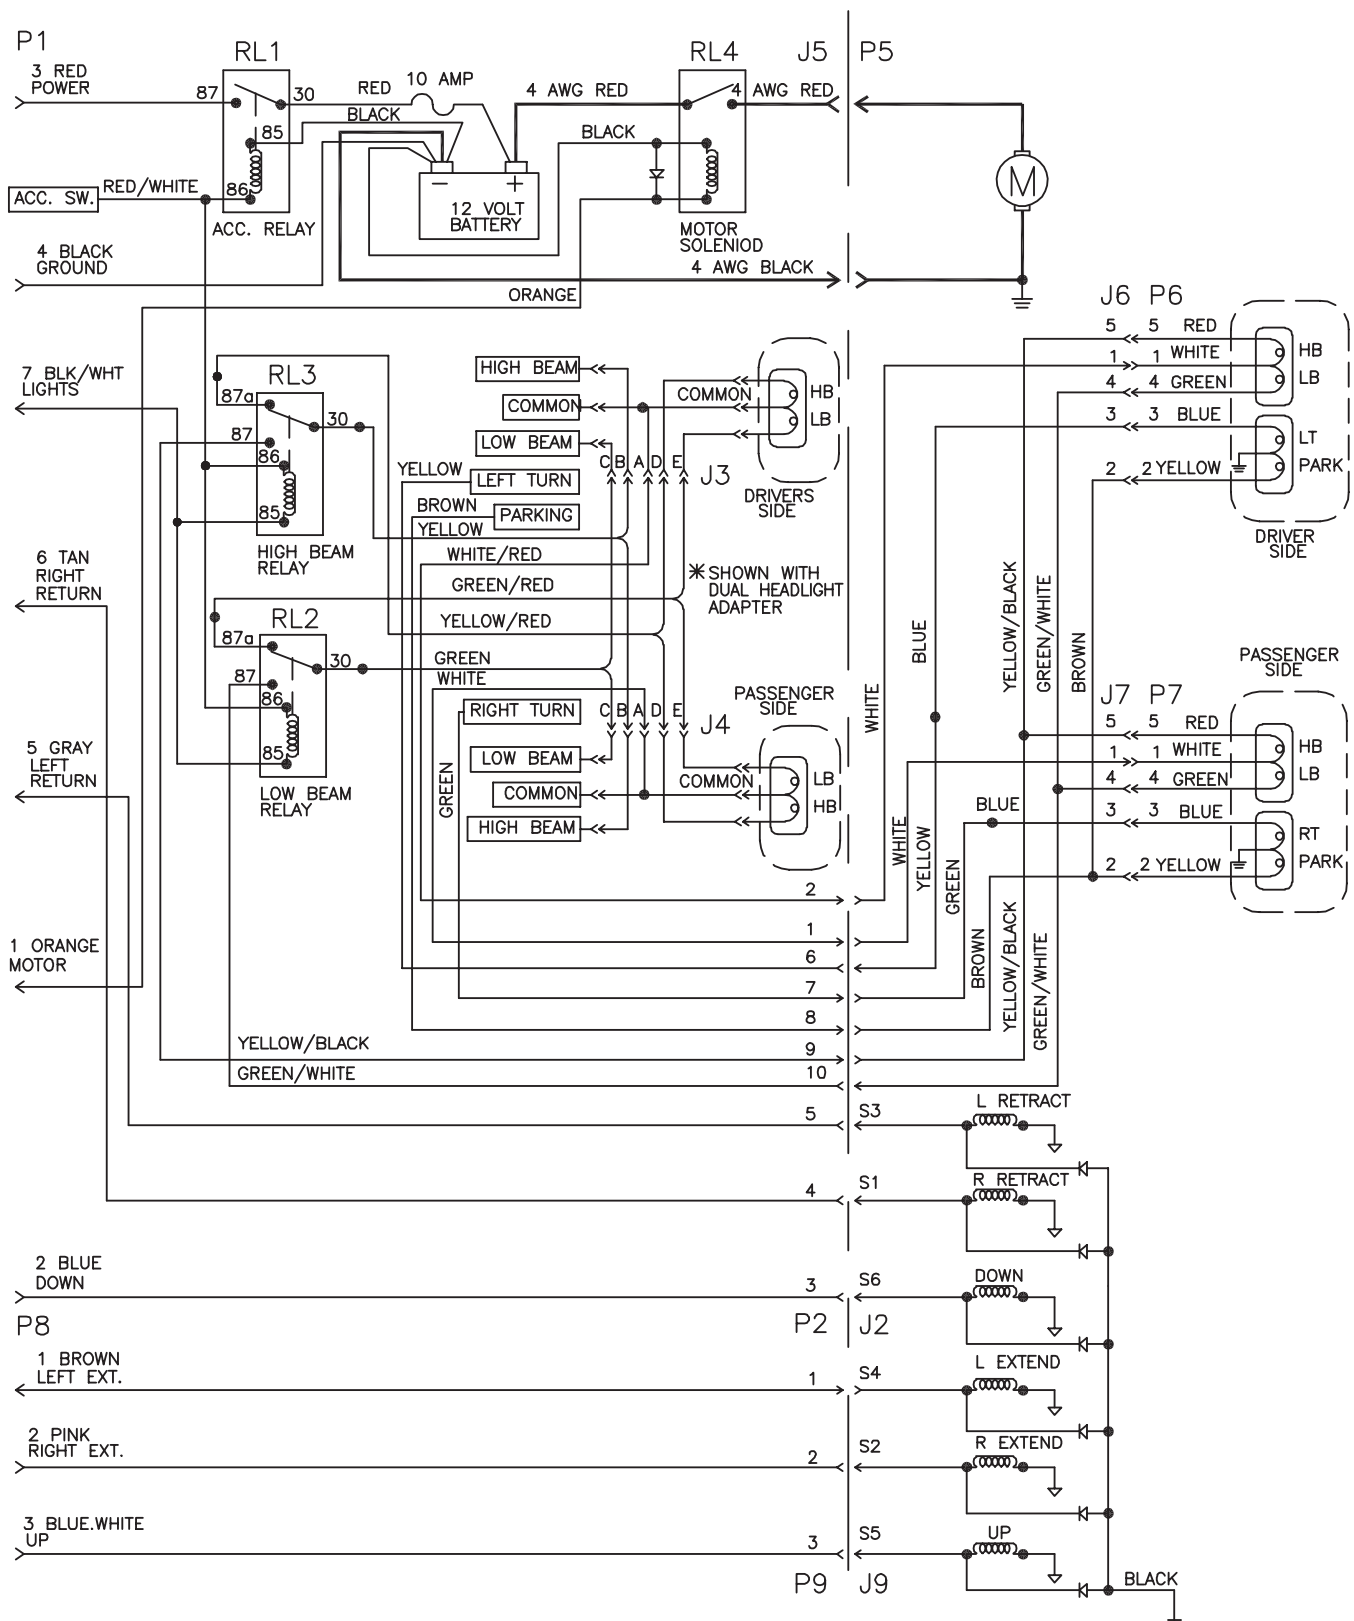 P1
3 RED
POWER
RL1
87
30
85
86
ACC. RELAY
RED
10 AMP
BLACK
ACC. SW.
RED/WHITE
4 BLACK
GROUND
−
+
12 VOLT
BATTERY
4 AWG RED
RL4
4 AWG RED
BLACK
MOTOR
SOLENIOD
4 AWG BLACK
ORANGE
J5
P5
M
7 BLK/WHT
LIGHTS
RL3
87a
30
87
86
85
HIGH BEAM
RELAY
6 TAN
RIGHT
RETURN
RL2
87a
30
87
86
85
LOW BEAM
RELAY
5 GRAY
LEFT
RETURN
1 ORANGE
MOTOR
HIGH BEAM
COMMON
LOW BEAM
YELLOW
LEFT TURN
BROWN
PARKING
YELLOW
WHITE/RED
GREEN/RED
YELLOW/RED
GREEN
WHITE
C B A D E
J3
COMMON
HB
LB
DRIVERS
SIDE
✳ SHOWN WITH
DUAL HEADLIGHT
ADAPTER
RIGHT TURN
C B A D E
J4
LOW BEAM
COMMON
HIGH BEAM
GREEN
PASSENGER
SIDE
COMMON
LB
HB
J6 P6
5 5 RED
1 1 WHITE
4 4 GREEN
3 3 BLUE
2 2 YELLOW
HB
LB
LT
PARK
DRIVER
SIDE
WHITE
BLUE
YELLOW/BLACK
GREEN/WHITE
BROWN
PASSENGER
SIDE
J7 P7
5 5 RED
1 1 WHITE
4 4 GREEN
3 3 BLUE
2 2 YELLOW
HB
LB
RT
PARK
BLUE
WHITE
YELLOW
GREEN
BROWN
YELLOW/BLACK
GREEN/WHITE
2
1
6
7
8
YELLOW/BLACK
9
GREEN/WHITE
10
5
S3
L RETRACT
4
S1
R RETRACT
2 BLUE
DOWN
3
S6
DOWN
P8
P2 J2
1 BROWN
LEFT EXT.
1
S4
L EXTEND
2 PINK
RIGHT EXT.
2
S2
R EXTEND
3 BLUE.WHITE
UP
3
S5
UP
P9 J9
BLACK